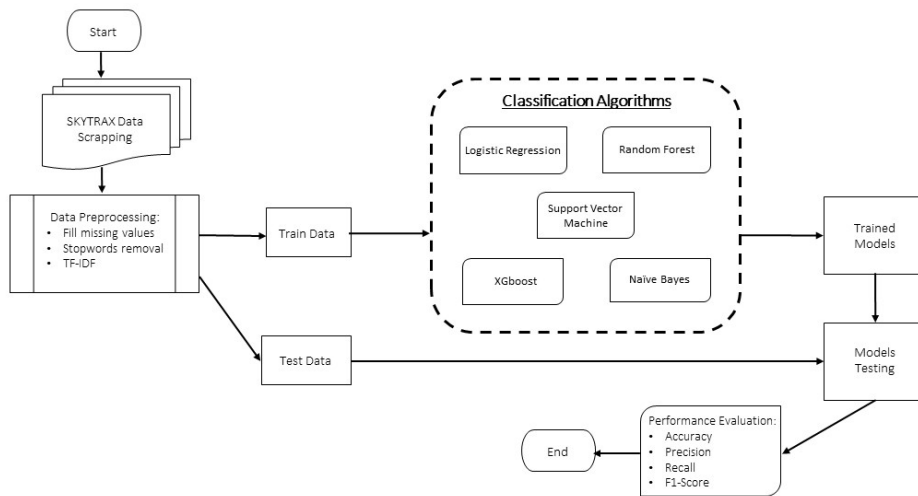 Start
SKYTRAX Data
Scrapping
Data Preprocessing:
• Fill missing values
• Stopwords removal
• TF-IDF
Train Data
Test Data
Classification Algorithms
Logistic Regression
Random Forest
Support Vector
Machine
XGboost
Naïve Bayes
Trained
Models
Models
Testing
Performance Evaluation:
• Accuracy
• Precision
• Recall
• F1-Score
End